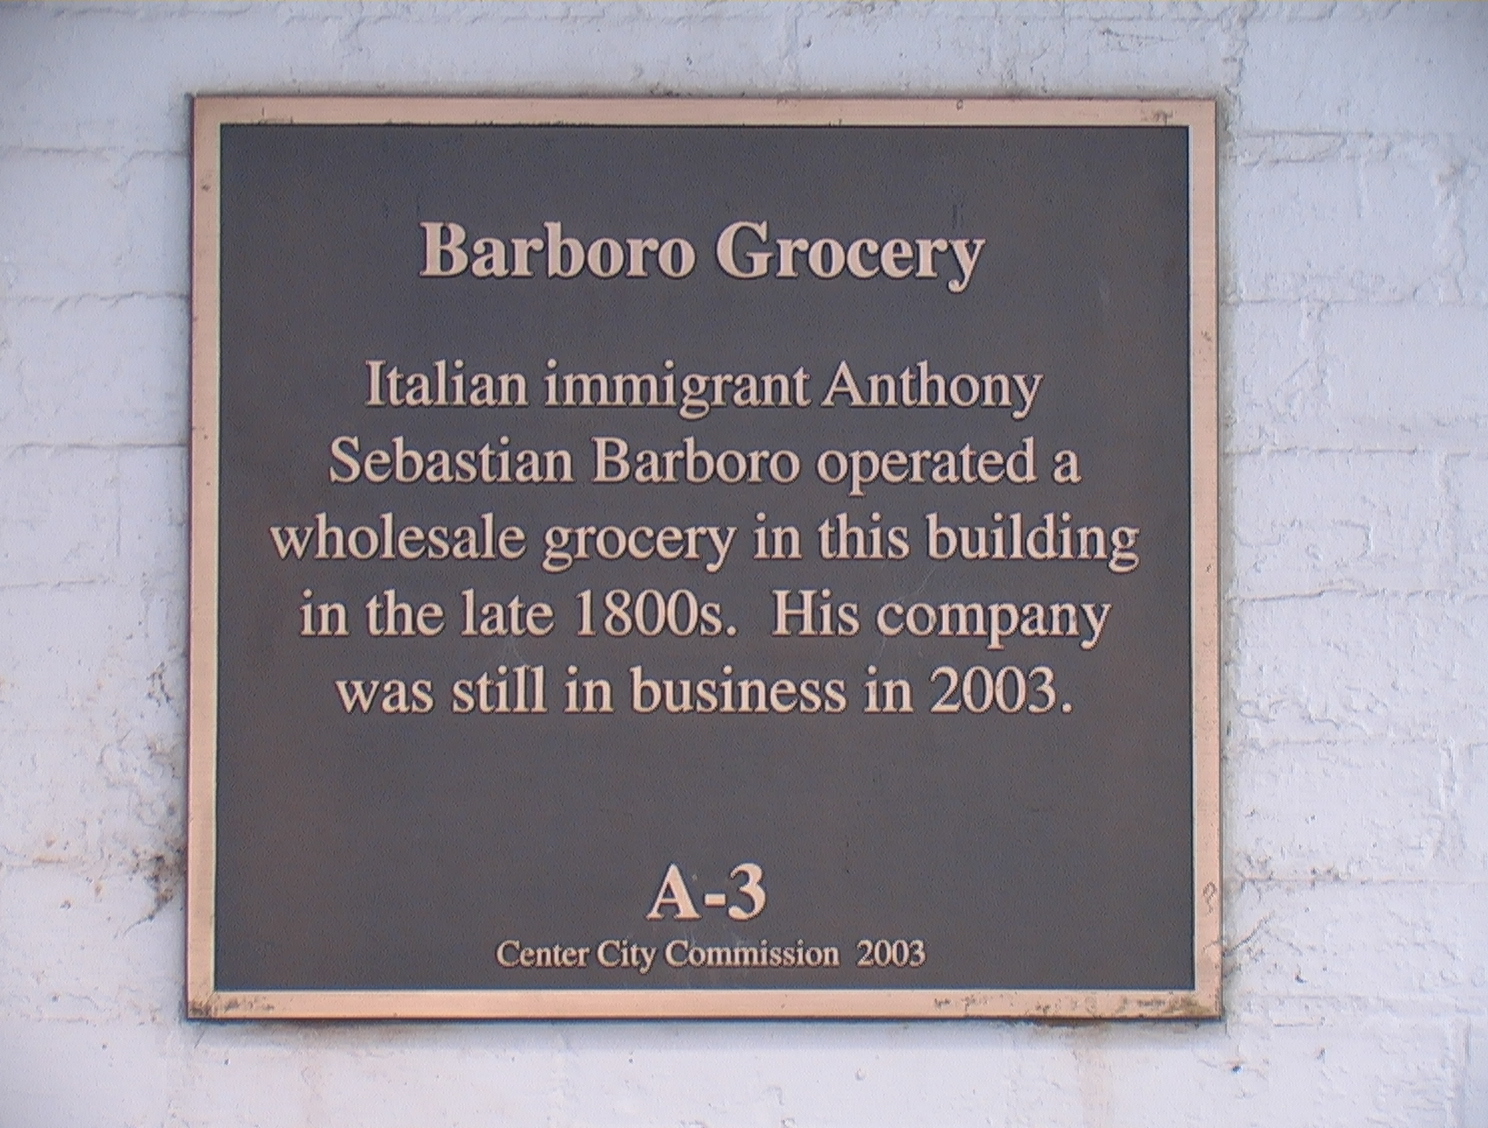 Barboro Grocery
Italian immigrant Anthony
Sebastian Barboro operated a
wholesale grocery in this building
in the late 1800s.  His company
was still in business in 2003.
A-3
Center City Commission  2003